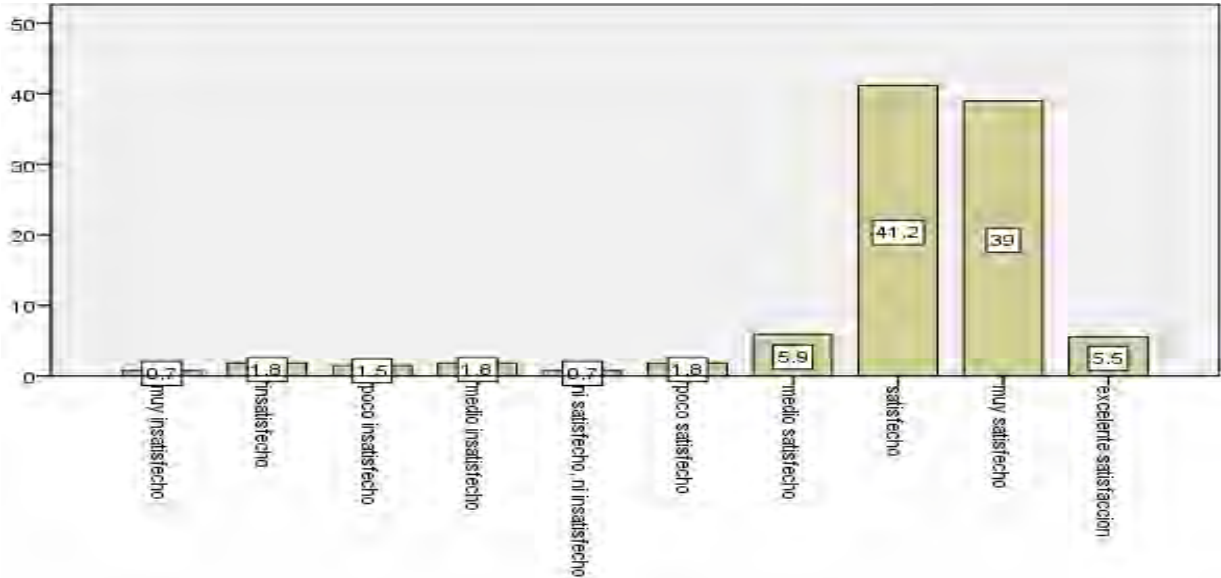 50
40
30
20
10
0
0.7
1.8
1.5
1.8
0.7
1.8
5.9
41.2
39
5.5
muy insatisfecho
insatisfecho
poco insatisfecho
medio insatisfecho
ni satisfecho, ni insatisfecho
poco satisfecho
medio satisfecho
satisfecho
muy satisfecho
excelente satisfaccion